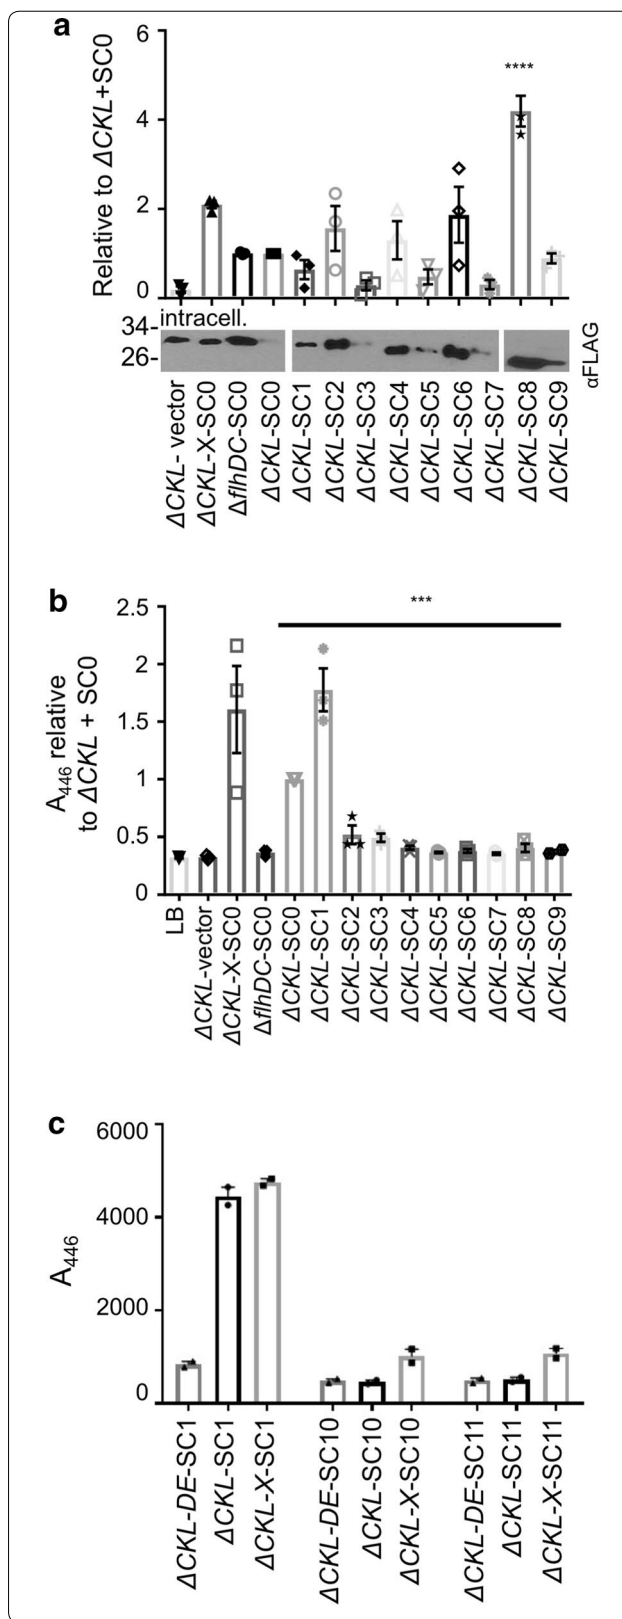 a
Relative to ΔCKL+SC0
6
4
2
0
****
34-
26-
intracell.
αFLAG
ΔCKL- vector
ΔCKL-X-SC0
ΔflhDC-SC0
ΔCKL-SC0
ΔCKL-SC1
ΔCKL-SC2
ΔCKL-SC3
ΔCKL-SC4
ΔCKL-SC5
ΔCKL-SC6
ΔCKL-SC7
ΔCKL-SC8
ΔCKL-SC9
b
A446 relative
to ΔCKL + SC0
2.5
2
1.5
1
0.5
0
***
LB
ΔCKL-vector
ΔCKL-X-SC0
ΔflhDC-SC0
ΔCKL-SC0
ΔCKL-SC1
ΔCKL-SC2
ΔCKL-SC3
ΔCKL-SC4
ΔCKL-SC5
ΔCKL-SC6
ΔCKL-SC7
ΔCKL-SC8
ΔCKL-SC9
c
A446
6000
4000
2000
0
ΔCKL-DE-SC1
ΔCKL-SC1
ΔCKL-X-SC1
ΔCKL-DE-SC10
ΔCKL-SC10
ΔCKL-X-SC10
ΔCKL-DE-SC11
ΔCKL-SC11
ΔCKL-X-SC11